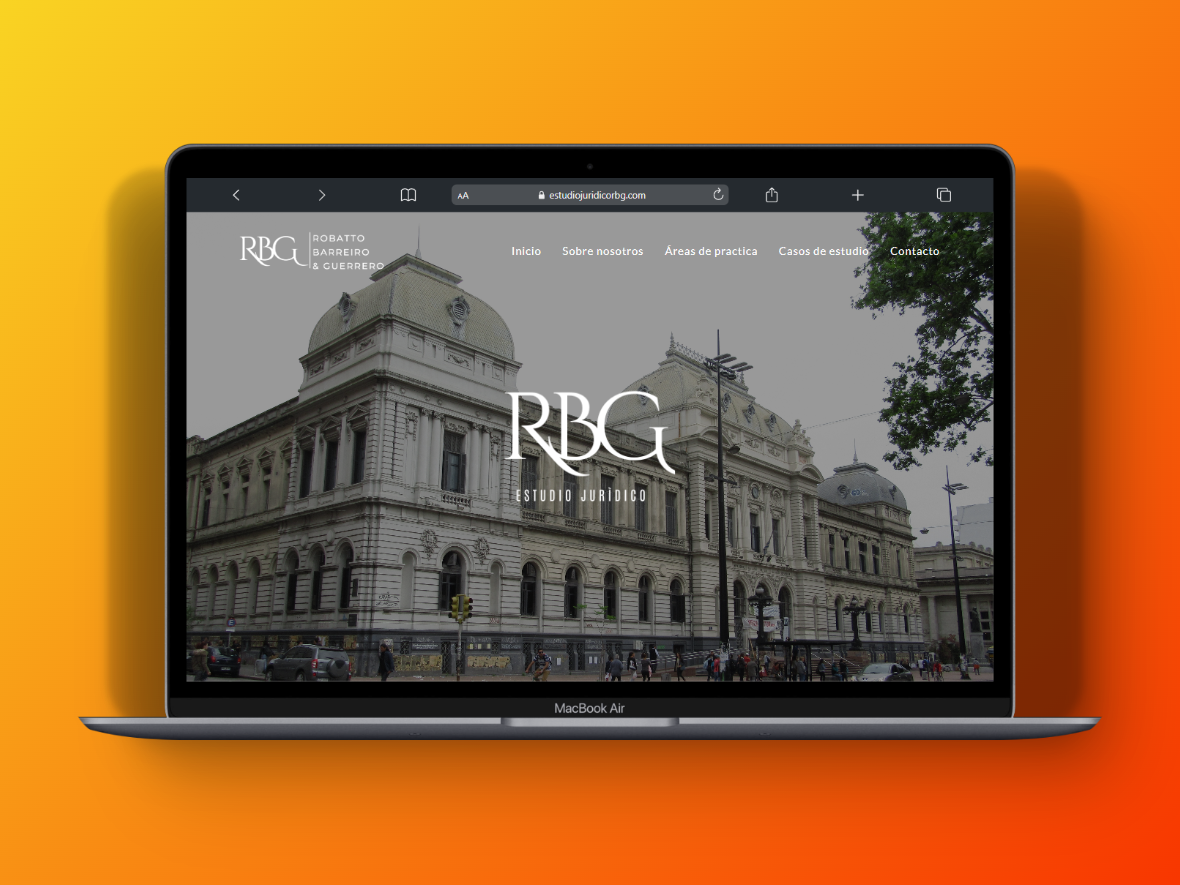 AA
estudiojuridicorbg.com
RBG
ROBATTO
BARREIRO
& GUERRERO
Inicio
Sobre nosotros
Áreas de practica
Casos de estudio
Contacto
RBG
ESTUDIO JURÍDICO
MacBook Air